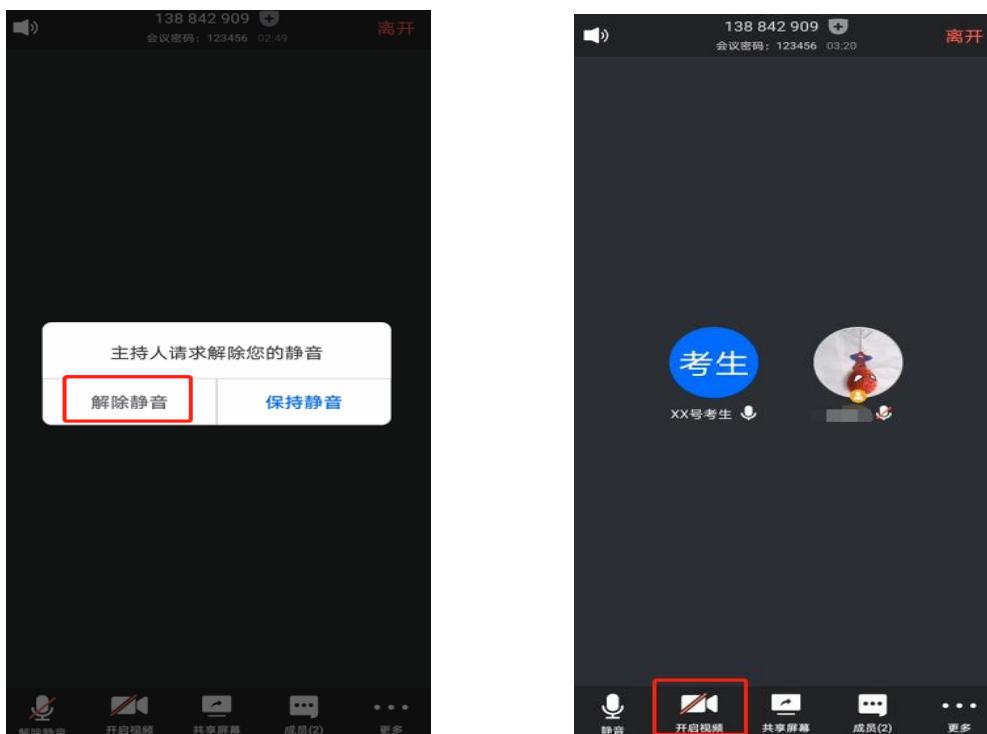 138 842 909
离开
会议密码：123456 02:49
主持人请求解除您的静音
解除静音
保持静音
解除静音
开启视频
共享屏幕
成员(2)
更多
138 842 909
离开
会议密码：123456 03:20
考生
XX号考生
静音
开启视频
共享屏幕
成员(2)
更多